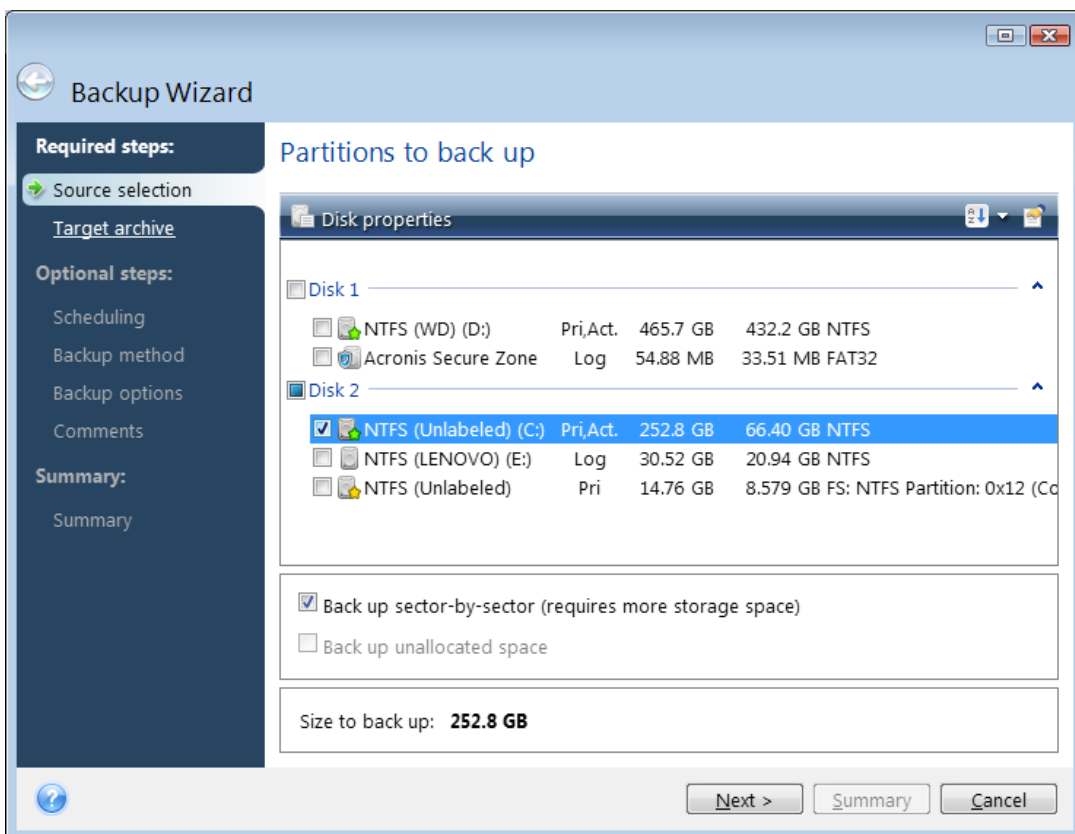 Backup Wizard
Required steps:
Source selection
Target archive
Optional steps:
Scheduling
Backup method
Backup options
Comments
Summary:
Summary
Partitions to back up
Disk properties
Disk 1
NTFS (WD) (D:) Pri,Act. 465.7 GB 432.2 GB NTFS
Acronis Secure Zone Log 54.88 MB 33.51 MB FAT32
Disk 2
NTFS (Unlabeled) (C:) Pri,Act. 252.8 GB 66.40 GB NTFS
NTFS (LENOVO) (E:) Log 30.52 GB 20.94 GB NTFS
NTFS (Unlabeled) Pri 14.76 GB 8.579 GB FS: NTFS Partition: 0x12 (Co
Back up sector-by-sector (requires more storage space)
Back up unallocated space
Size to back up: 252.8 GB
Next >
Summary
Cancel